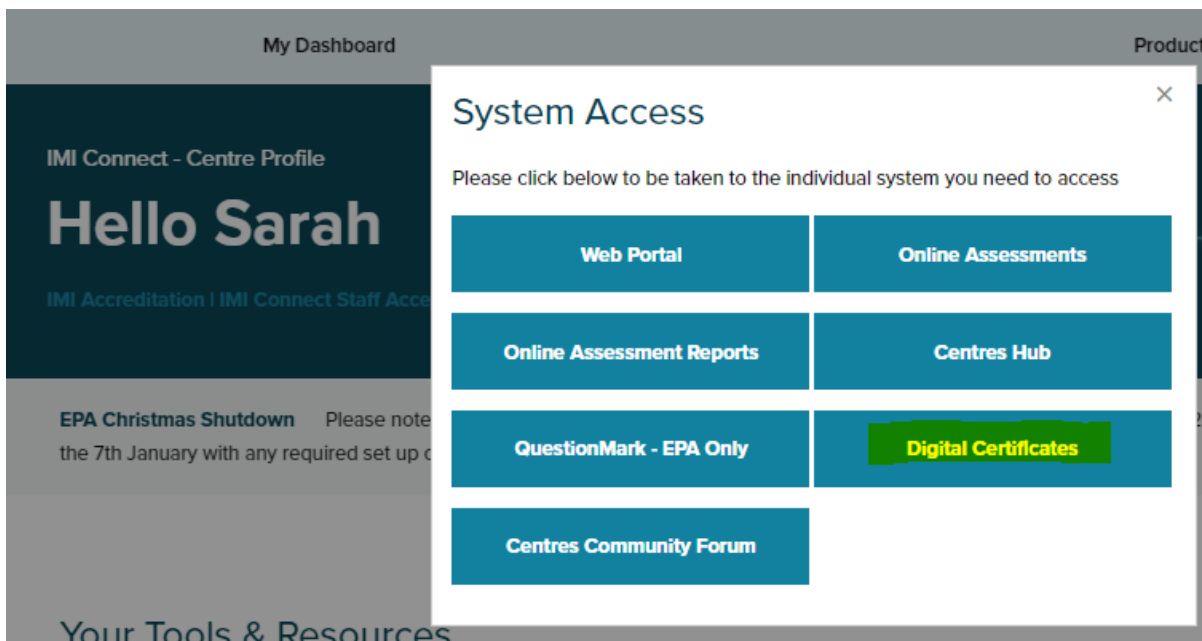 My Dashboard
Product
System Access
×
IMI Connect - Centre Profile
Please click below to be taken to the individual system you need to access
Hello Sarah
Web Portal
Online Assessments
IMI Accreditation | IMI Connect Staff Acce
Online Assessment Reports
Centres Hub
EPA Christmas Shutdown Please note
2
the 7th January with any required set up o
QuestionMark - EPA Only
Digital Certificates
Centres Community Forum
Your Tools & Resources